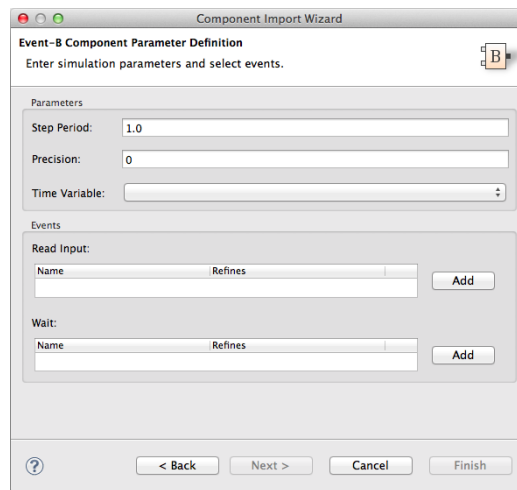 Component Import Wizard
Event-B Component Parameter Definition
Enter simulation parameters and select events.
B
Parameters
Step Period: 1.0
Precision: 0
Time Variable:
Events
Read Input:
Name Refines
Add
Wait:
Name Refines
Add
? < Back Next > Cancel Finish